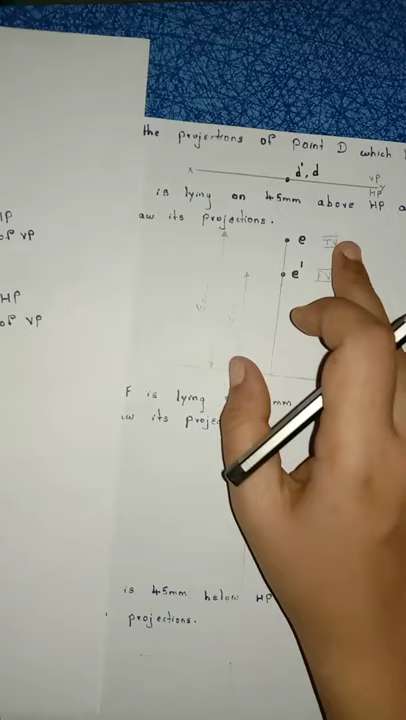 the projections of point D which
x d', d VP
HP y
is lying on 45mm above HP
aw its projections.
e TV
e' FV
HP
of VP
HP
of VP
F is lying mm
aw its projec
is 45mm below HP
projections.